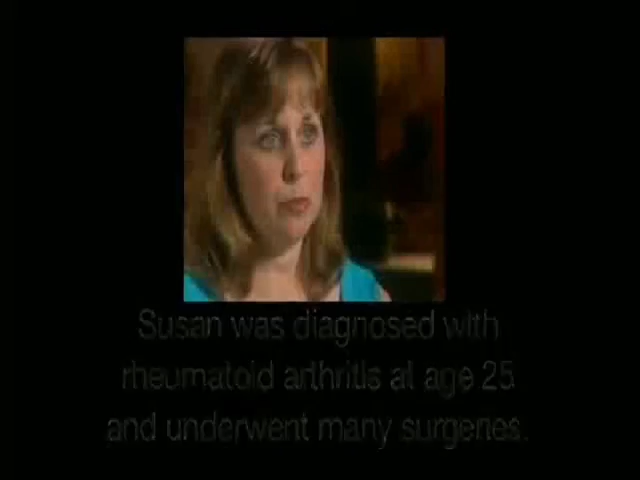 Susan was diagnosed with
rheumatoid arthritis at age 25
and underwent many surgeries.